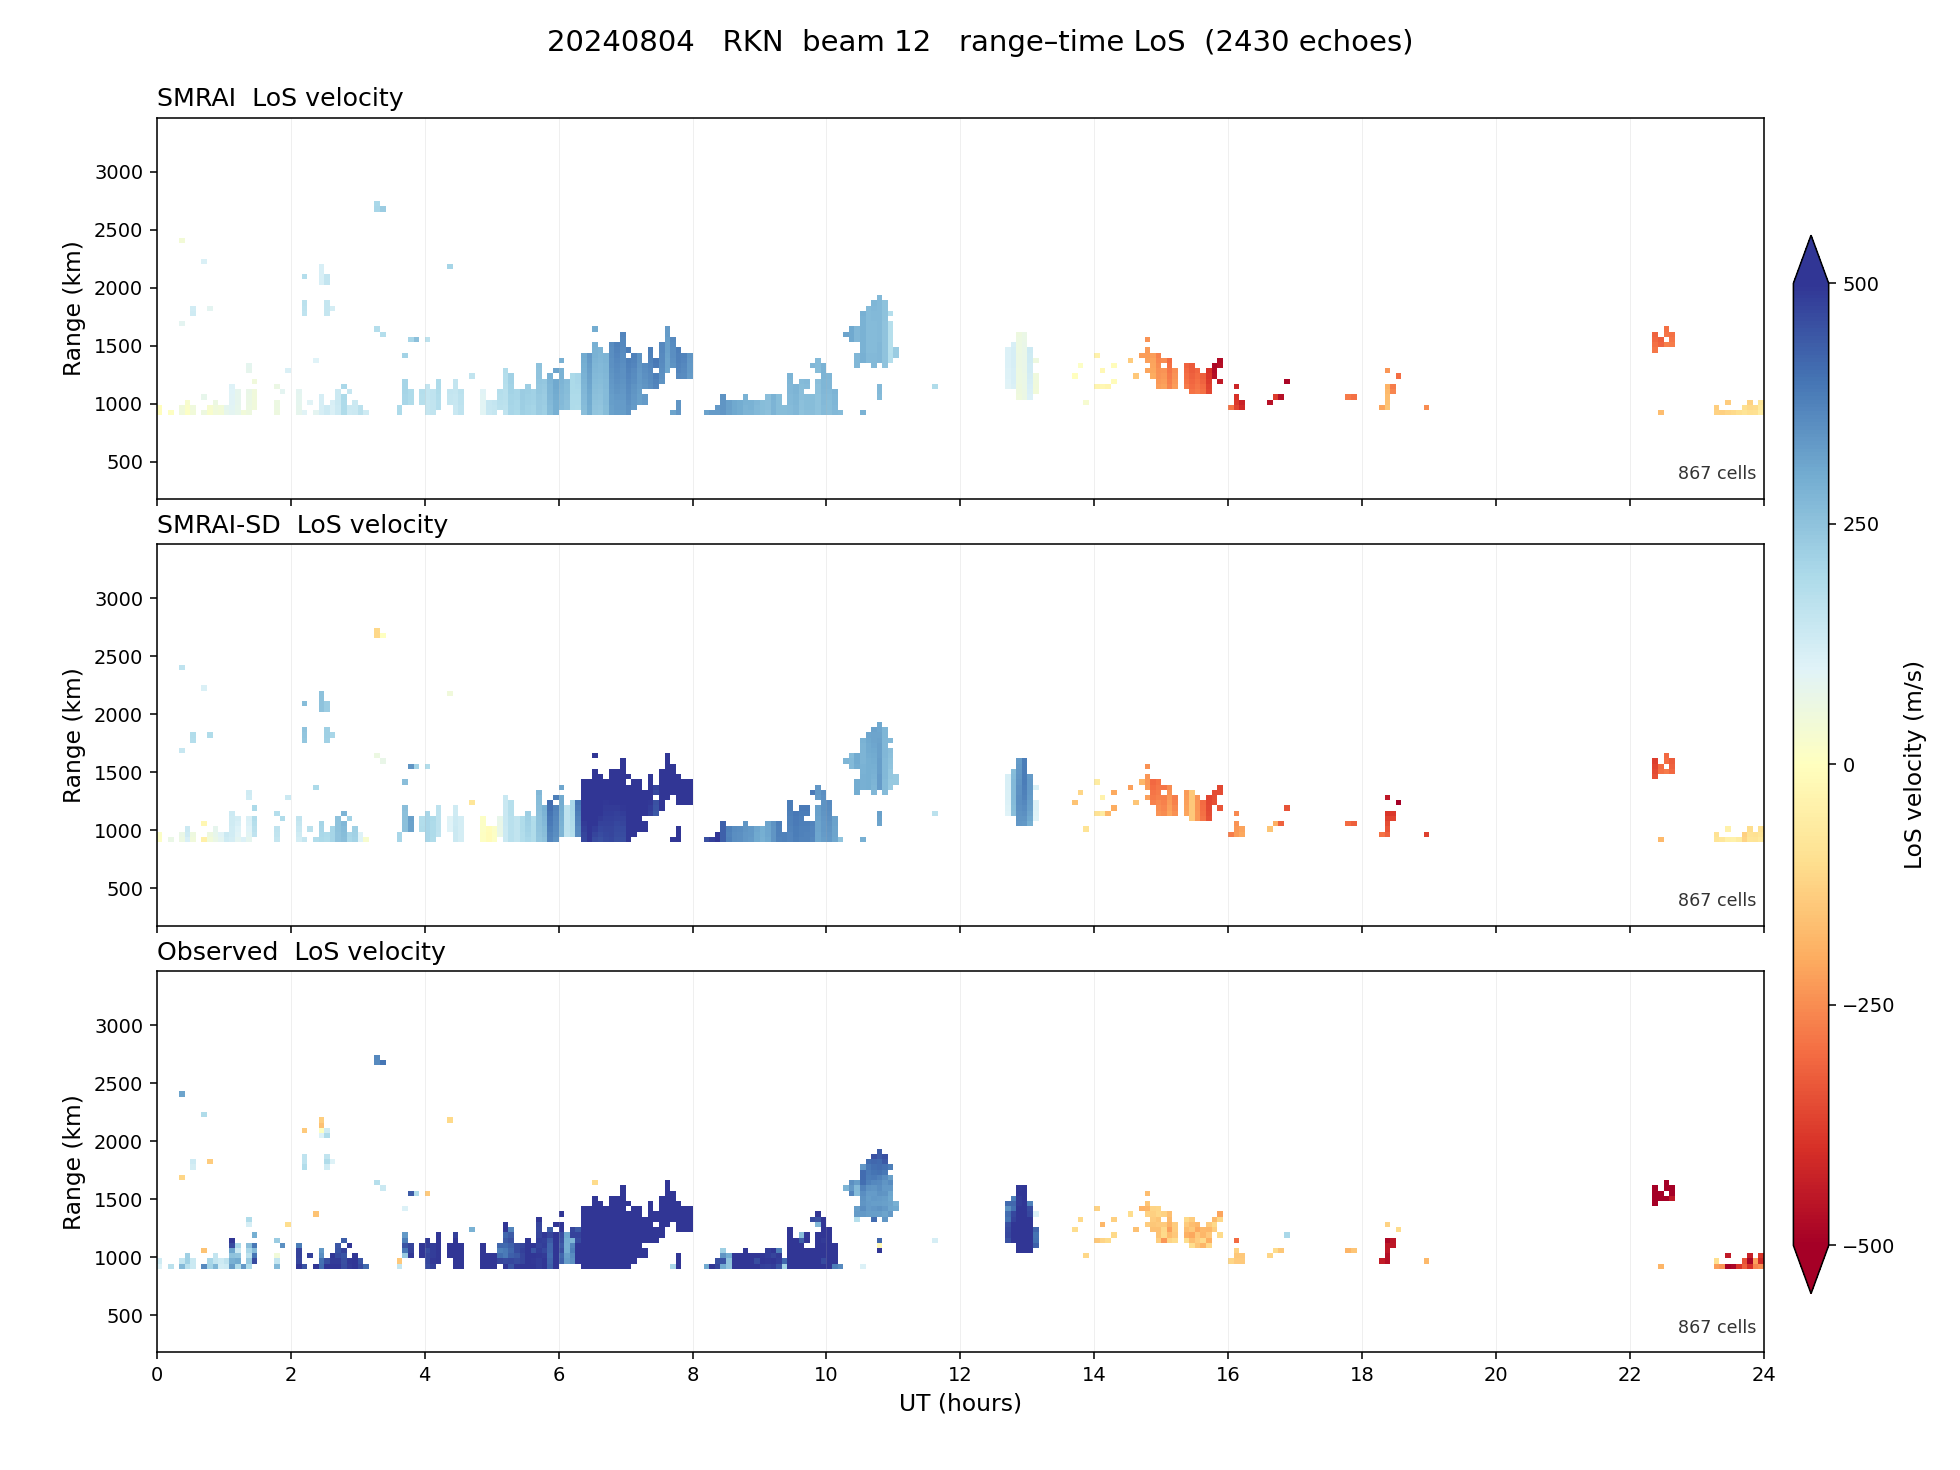 20240804   RKN  beam 12   range–time LoS  (2430 echoes)
SMRAI  LoS velocity
3000
2500
2000
1500
1000
500
Range (km)
867 cells
SMRAI-SD  LoS velocity
3000
2500
2000
1500
1000
500
Range (km)
867 cells
Observed  LoS velocity
3000
2500
2000
1500
1000
500
Range (km)
867 cells
0 2 4 6 8 10 12 14 16 18 20 22 24
UT (hours)
500
250
0
−250
−500
LoS velocity (m/s)